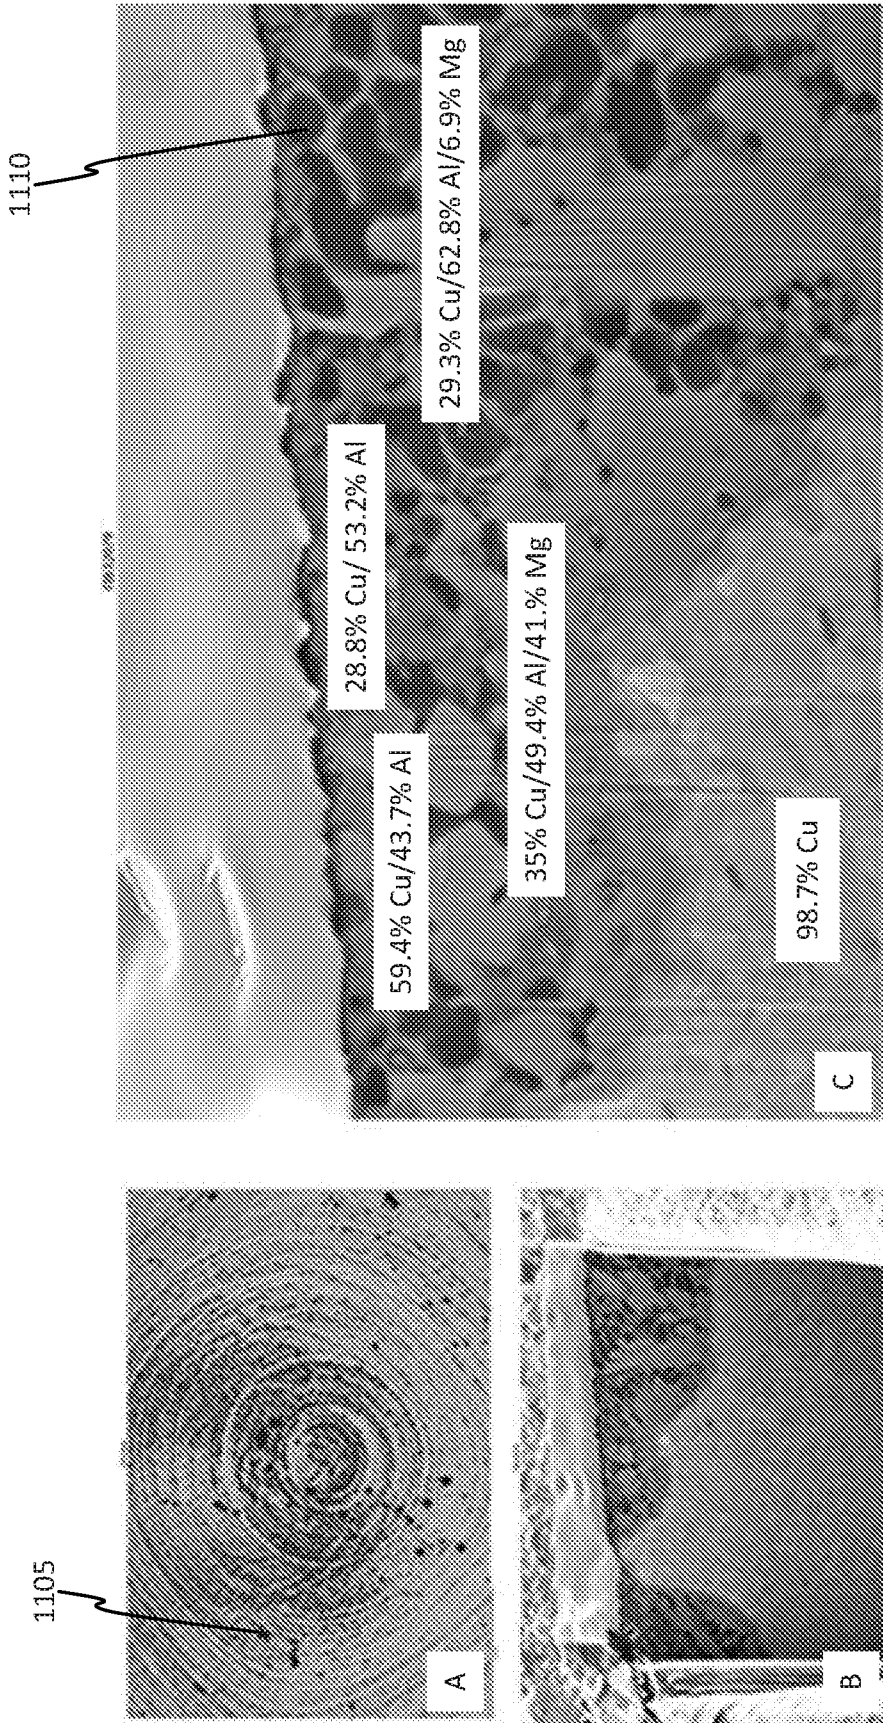 1105
A
B
1110
59.4% Cu/43.7% Al
28.8% Cu/ 53.2% Al
29.3% Cu/62.8% Al/6.9% Mg
35% Cu/49.4% Al/41.% Mg
98.7% Cu
C